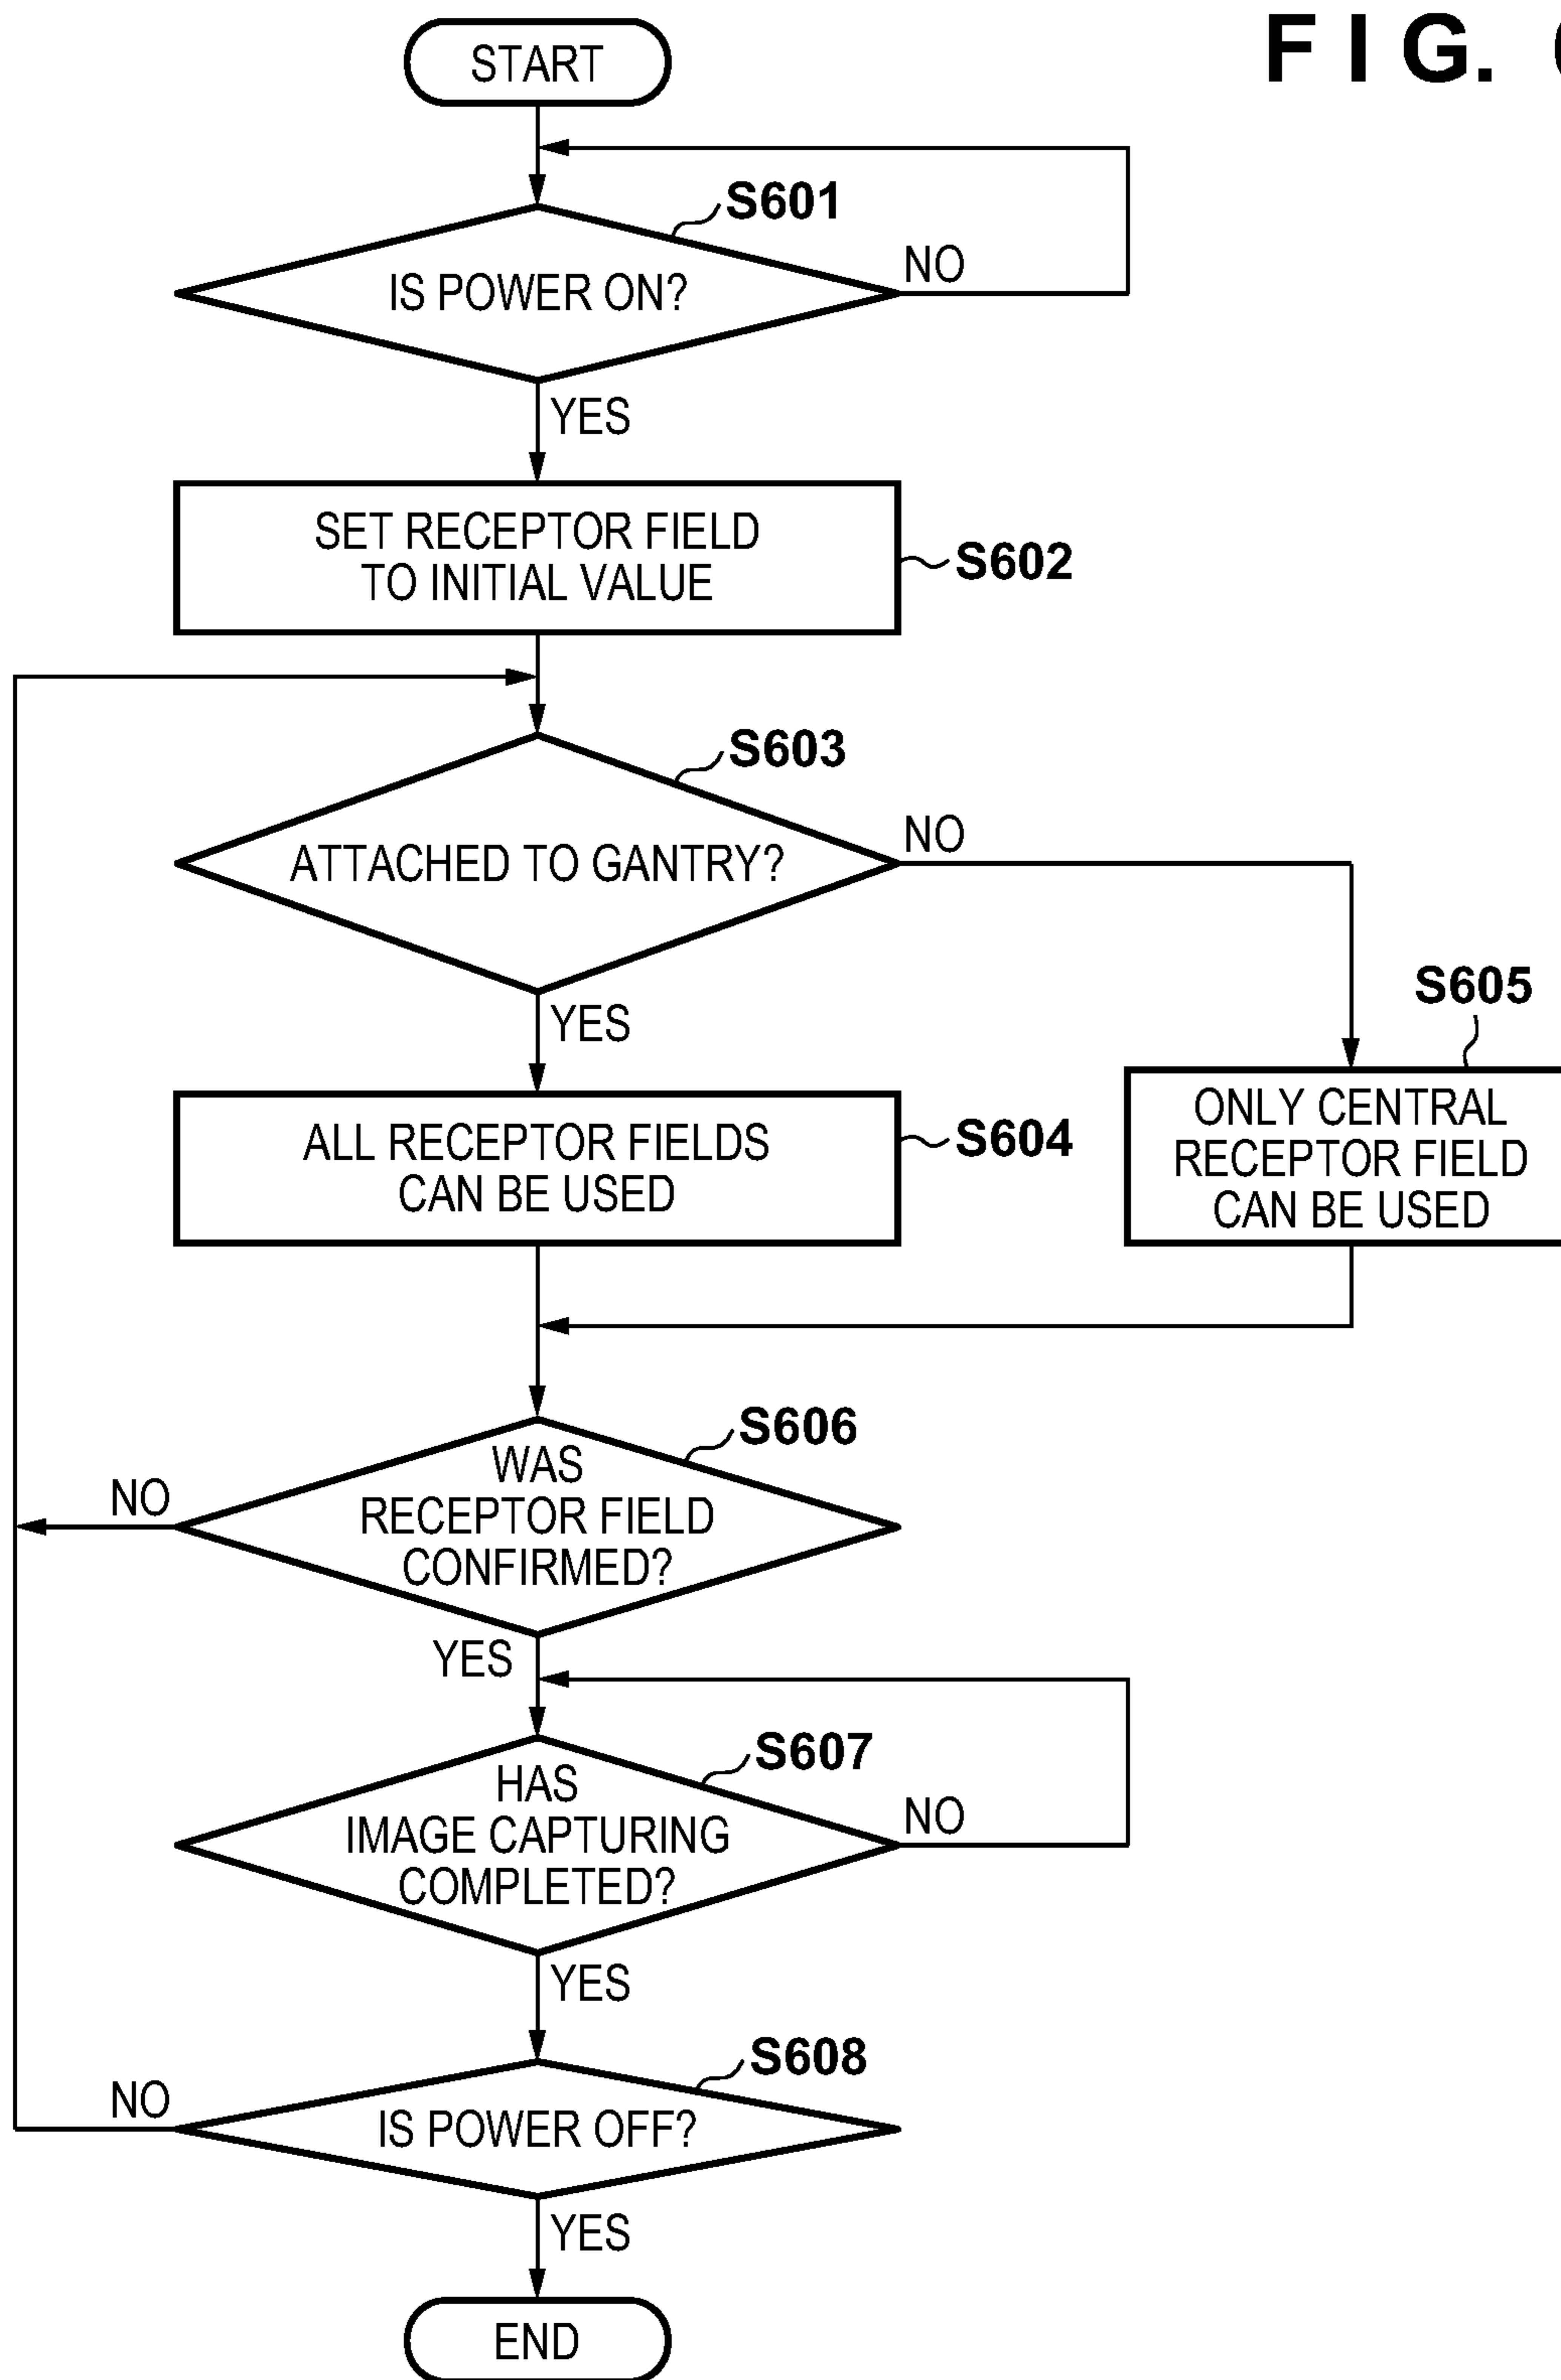 FIG.
START
S601
IS POWER ON?
NO
YES
SET RECEPTOR FIELD
TO INITIAL VALUE
S602
S603
ATTACHED TO GANTRY?
NO
YES
S605
ALL RECEPTOR FIELDS
CAN BE USED
S604
ONLY CENTRAL
RECEPTOR FIELD
CAN BE USED
S606
WAS
RECEPTOR FIELD
CONFIRMED?
NO
YES
S607
HAS
IMAGE CAPTURING
COMPLETED?
NO
YES
S608
IS POWER OFF?
NO
YES
END